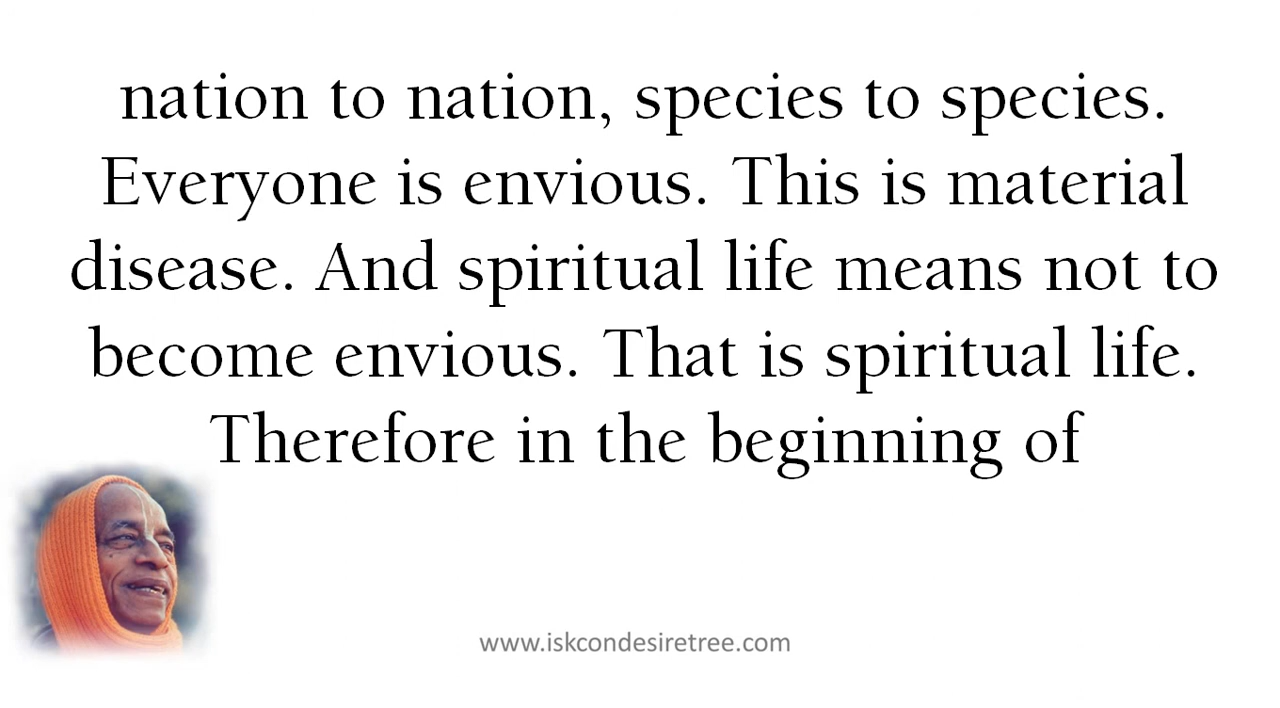 nation to nation, species to species.
Everyone is envious. This is material
disease. And spiritual life means not to
become envious. That is spiritual life.
Therefore in the beginning of
www.iskcondesiretree.com